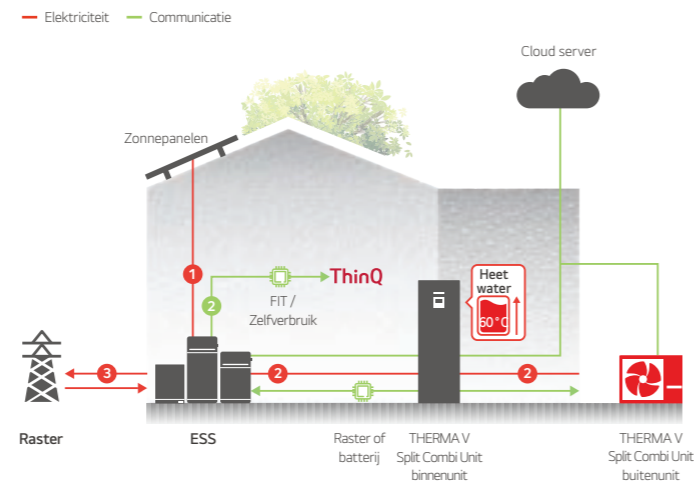 Elektriciteit
Communicatie
Cloud server
Zonnepanelen
1
ThinQ
2
FIT /
Zelfverbruik
Heet
water
60°C
3
2
2
Raster
ESS
Raster of
batterij
THERMA V
Split Combi Unit
binnenunit
THERMA V
Split Combi Unit
buitenunit